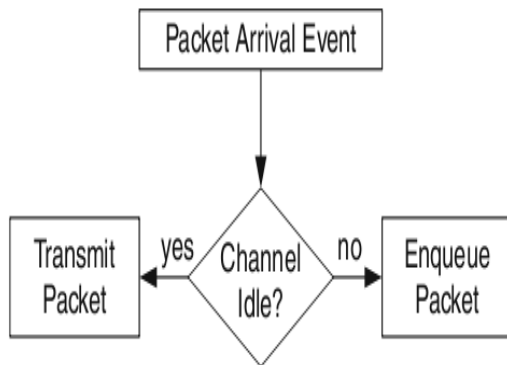 Packet Arrival Event
Transmit
Packet
yes
Channel
Idle?
no
Enqueue
Packet